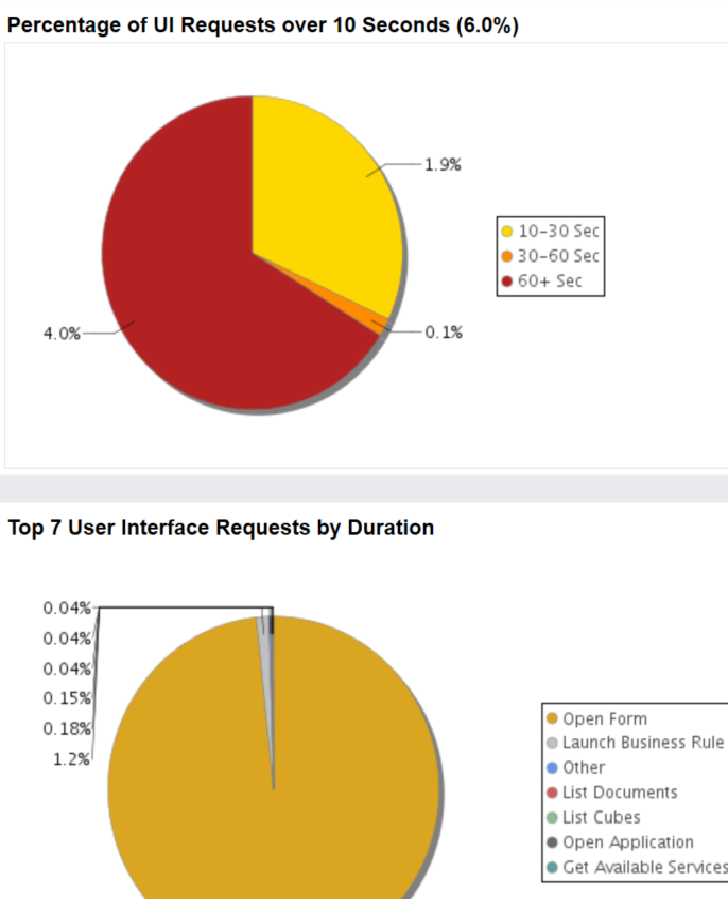 Percentage of UI Requests over 10 Seconds (6.0%)
1.9%
10-30 Sec
30-60 Sec
60+ Sec
4.0%
0.1%
Top 7 User Interface Requests by Duration
0.04%
0.04%
0.04%
0.15%
0.18%
1.2%
Open Form
Launch Business Rule
Other
List Documents
List Cubes
Open Application
Get Available Services